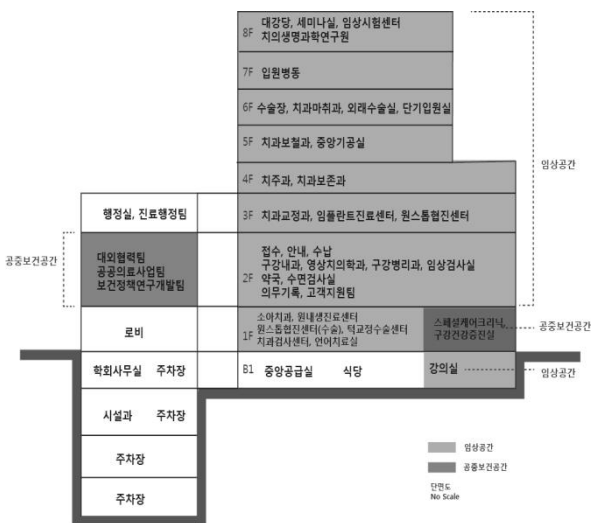 8F 대강당, 세미나실, 임상시험센터
치의생명과학연구원
7F 입원병동
6F 수술장, 치과마취과, 외래수술실, 단기입원실
5F 치과보철과, 중앙기공실
4F 치주과, 치과보존과
임상공간
행정실, 진료행정팀
3F 치과교정과, 임플란트진료센터, 원스톱협진센터
공중보건공간
대외협력팀
공공의료사업팀
보건정책연구개발팀
접수, 안내, 수납
구강내과, 영상치의학과, 구강병리과, 임상검사실
2F 약국, 수면검사실
의무기록, 고객지원팀
로비
소아치과, 원내생진료센터
원스톱협진센터(수술), 턱교정수술센터
1F 치과검사센터, 언어치료실
스페셜케어크리닉,
구강건강증진실
공중보건공간
학회사무실 주차장
B1 중앙공급실 식당
강의실
임상공간
시설과 주차장
주차장
주차장
임상공간
공중보건공간
단면도
No Scale